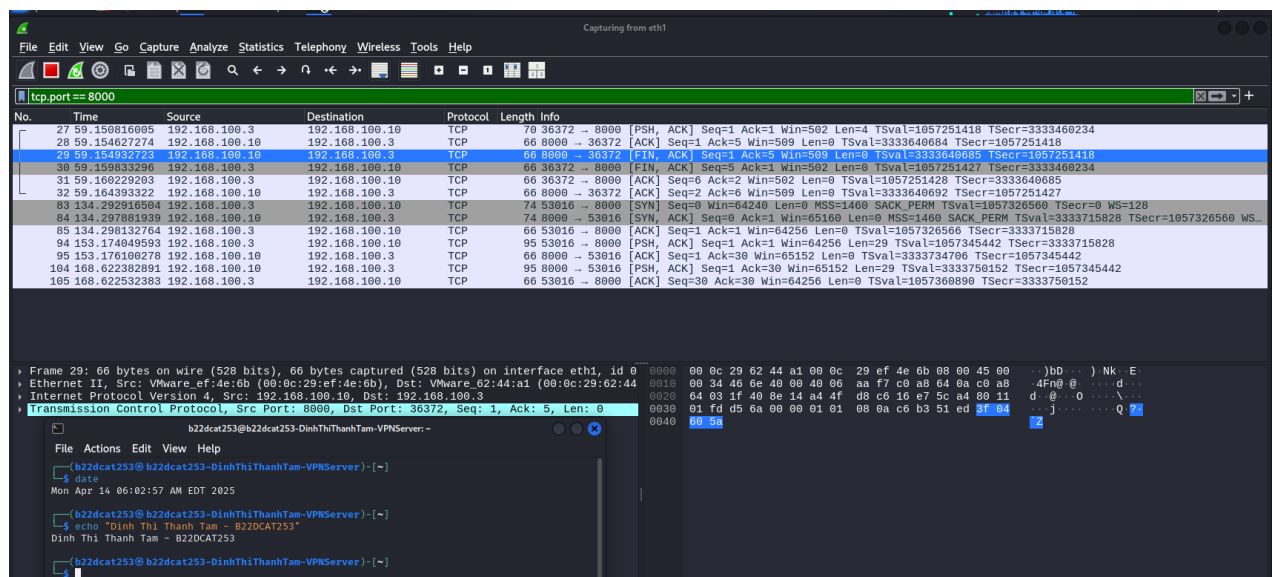 Capturing from eth1
File Edit View Go Capture Analyze Statistics Telephony Wireless Tools Help
tcp.port == 8000
No. Time Source Destination Protocol Length Info
27 59.150816005 192.168.100.3 192.168.100.10 TCP 70 36372 → 8000 [PSH, ACK] Seq=1 Ack=1 Win=502 Len=4 TSval=1057251418 TSecr=3333460234
28 59.154627274 192.168.100.10 192.168.100.3 TCP 66 8000 → 36372 [ACK] Seq=1 Ack=5 Win=509 Len=0 TSval=3333640684 TSecr=1057251418
29 59.154932723 192.168.100.10 192.168.100.3 TCP 66 8000 → 36372 [FIN, ACK] Seq=1 Ack=5 Win=509 Len=0 TSval=3333640685 TSecr=1057251418
30 59.159833296 192.168.100.3 192.168.100.10 TCP 66 36372 → 8000 [FIN, ACK] Seq=5 Ack=1 Win=502 Len=0 TSval=1057251427 TSecr=3333460234
31 59.160229203 192.168.100.3 192.168.100.10 TCP 66 36372 → 8000 [ACK] Seq=6 Ack=2 Win=502 Len=0 TSval=1057251428 TSecr=3333640685
32 59.164393322 192.168.100.10 192.168.100.3 TCP 66 8000 → 36372 [ACK] Seq=2 Ack=6 Win=509 Len=0 TSval=3333640692 TSecr=1057251427
83 134.292916504 192.168.100.3 192.168.100.10 TCP 74 53016 → 8000 [SYN] Seq=0 Win=64240 Len=0 MSS=1460 SACK_PERM TSval=1057326560 TSecr=0 WS=128
84 134.297881939 192.168.100.10 192.168.100.3 TCP 74 8000 → 53016 [SYN, ACK] Seq=0 Ack=1 Win=65160 Len=0 MSS=1460 SACK_PERM TSval=3333715828 TSecr=1057326560 WS…
85 134.298132764 192.168.100.3 192.168.100.10 TCP 66 53016 → 8000 [ACK] Seq=1 Ack=1 Win=64256 Len=0 TSval=1057326566 TSecr=3333715828
94 153.174049593 192.168.100.3 192.168.100.10 TCP 95 53016 → 8000 [PSH, ACK] Seq=1 Ack=1 Win=64256 Len=29 TSval=1057345442 TSecr=3333715828
95 153.176100278 192.168.100.10 192.168.100.3 TCP 66 8000 → 53016 [ACK] Seq=1 Ack=30 Win=65152 Len=0 TSval=3333734706 TSecr=1057345442
104 168.622382891 192.168.100.10 192.168.100.3 TCP 95 8000 → 53016 [PSH, ACK] Seq=1 Ack=30 Win=65152 Len=29 TSval=3333750152 TSecr=1057345442
105 168.622532383 192.168.100.3 192.168.100.10 TCP 66 53016 → 8000 [ACK] Seq=30 Ack=30 Win=64256 Len=0 TSval=1057360890 TSecr=3333750152
Frame 29: 66 bytes on wire (528 bits), 66 bytes captured (528 bits) on interface eth1, id 0
Ethernet II, Src: VMware_ef:4e:6b (00:0c:29:ef:4e:6b), Dst: VMware_62:44:a1 (00:0c:29:62:44
Internet Protocol Version 4, Src: 192.168.100.10, Dst: 192.168.100.3
Transmission Control Protocol, Src Port: 8000, Dst Port: 36372, Seq: 1, Ack: 5, Len: 0
0000 00 0c 29 62 44 a1 00 0c 29 ef 4e 6b 08 00 45 00 ··)bD··· )·Nk··E·
0010 00 34 46 6e 40 00 40 06 aa f7 c0 a8 64 0a c0 a8 ·4Fn@·@· ····d···
0020 64 03 1f 40 8e 14 a4 4f d8 c6 16 e7 5c a4 80 11 d··@···O ····\···
0030 01 fd d5 6a 00 00 01 01 08 0a c6 b3 51 ed 3f 04 ···j···· ····Q·?·
0040 60 5a `Z
b22dcat253@b22dcat253-DinhThiThanhTam-VPNServer: ~
File Actions Edit View Help
┌──(b22dcat253㉿b22dcat253-DinhThiThanhTam-VPNServer)-[~]
└─$ date
Mon Apr 14 06:02:57 AM EDT 2025
┌──(b22dcat253㉿b22dcat253-DinhThiThanhTam-VPNServer)-[~]
└─$ echo "Dinh Thi Thanh Tam - B22DCAT253"
Dinh Thi Thanh Tam - B22DCAT253
┌──(b22dcat253㉿b22dcat253-DinhThiThanhTam-VPNServer)-[~]
└─$